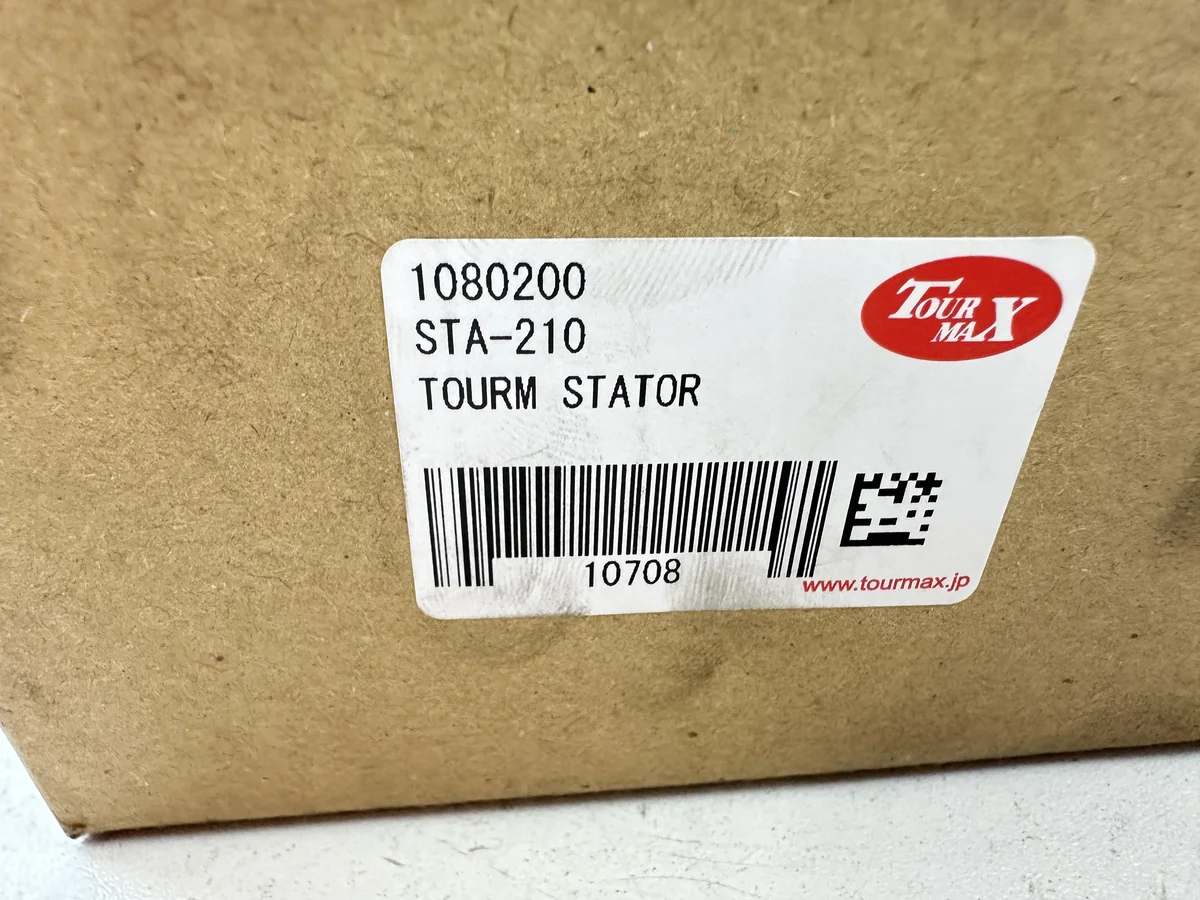 1080200
STA-210
TOURM STATOR
TOUR
MAX
10708
www.tourmax.jp